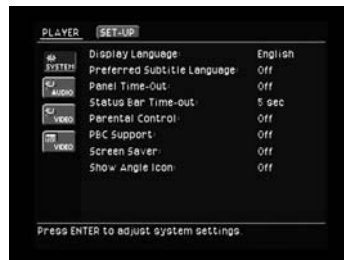 PLAYER SET-UP
SYSTEM
AUDIO
VIDEO
VIDEO
Display Language: English
Preferred Subtitle Language: Off
Panel Time-Out: Off
Status Bar Time-out: 5 sec
Parental Control: Off
PBC Support: Off
Screen Saver: Off
Show Angle Icon: Off
Press ENTER to adjust system settings.